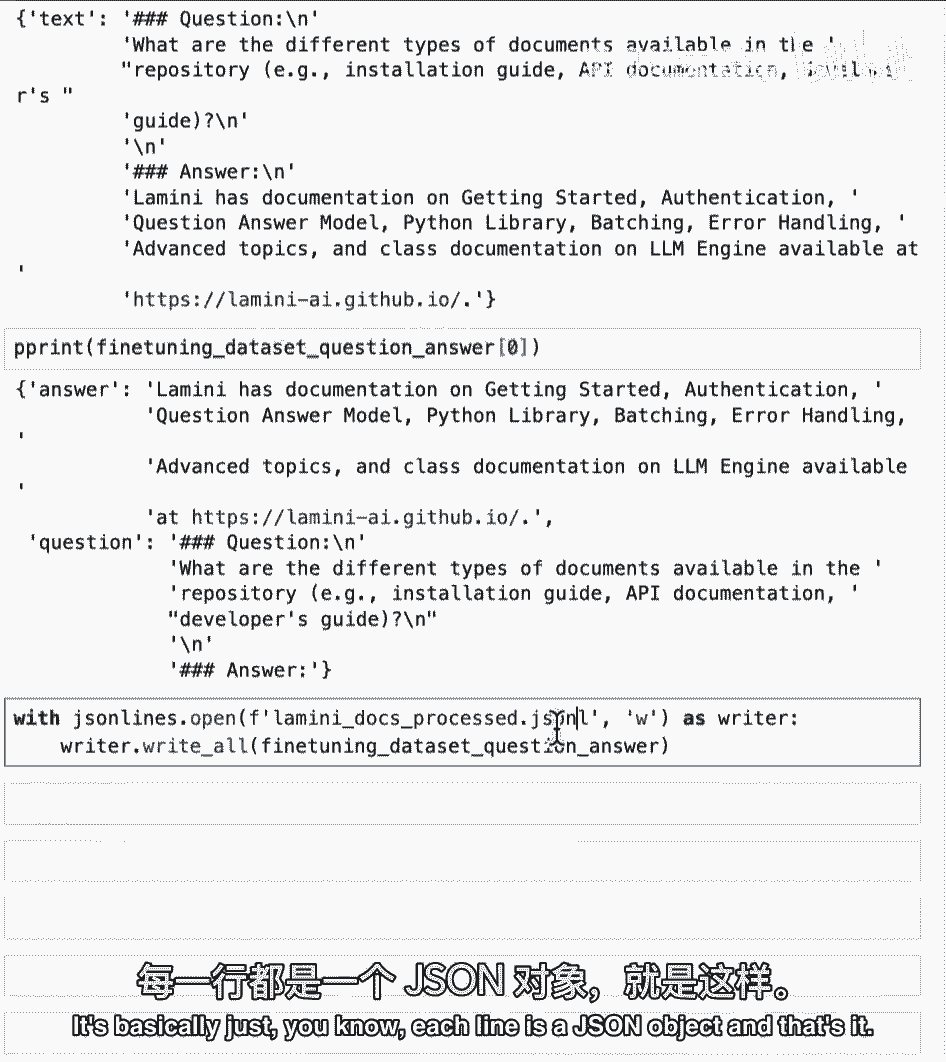 {'text': '### Question:\n'
'What are the different types of documents available in the '
"repository (e.g., installation guide, API documentation,
r's "
'guide)?\n'
'\n'
'### Answer:\n'
'Lamini has documentation on Getting Started, Authentication, '
'Question Answer Model, Python Library, Batching, Error Handling, '
'Advanced topics, and class documentation on LLM Engine available at
'
'https://lamini-ai.github.io/.'}
pprint(finetuning_dataset_question_answer[0])
{'answer': 'Lamini has documentation on Getting Started, Authentication, '
'Question Answer Model, Python Library, Batching, Error Handling,
'
'Advanced topics, and class documentation on LLM Engine available
'
'at https://lamini-ai.github.io/.',
'question': '### Question:\n'
'What are the different types of documents available in the '
'repository (e.g., installation guide, API documentation, '
"developer's guide)?\n"
'\n'
'### Answer:'}
with jsonlines.open(f'lamini_docs_processed.jsonl', 'w') as writer:
writer.write_all(finetuning_dataset_question_answer)
每一行都是一个 JSON 对象，就是这样。
It's basically just, you know, each line is a JSON object and that's it.